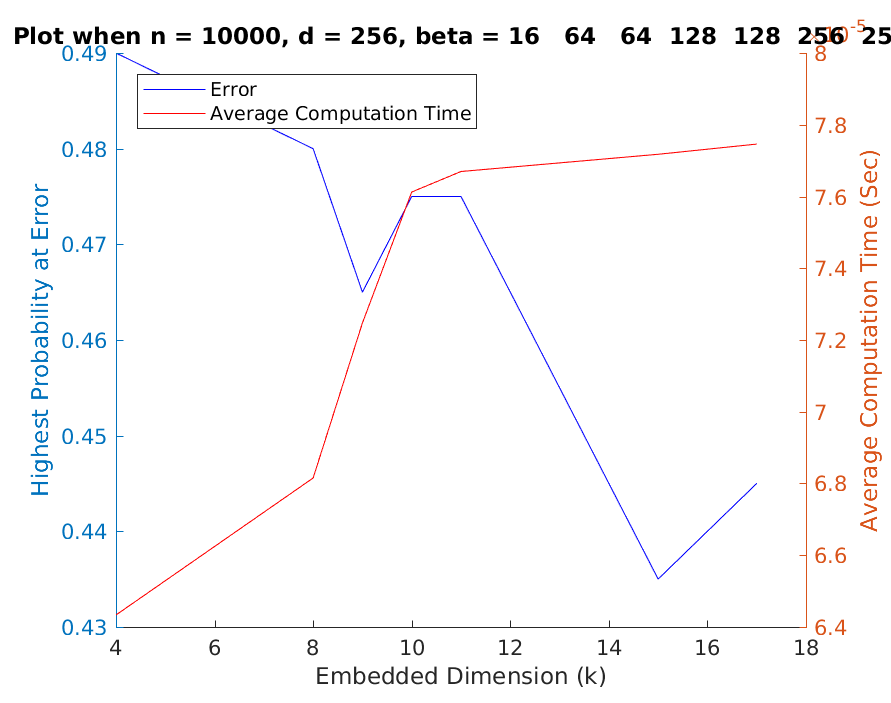 Plot when n = 10000, d = 256, beta = 16 64 64 128 128 256 25
Error
Average Computation Time
Highest Probability at Error
0.49
0.48
0.47
0.46
0.45
0.44
0.43
4 6 8 10 12 14 16 18
Embedded Dimension (k)
8
7.8
7.6
7.4
7.2
7
6.8
6.6
6.4
Average Computation Time (Sec)